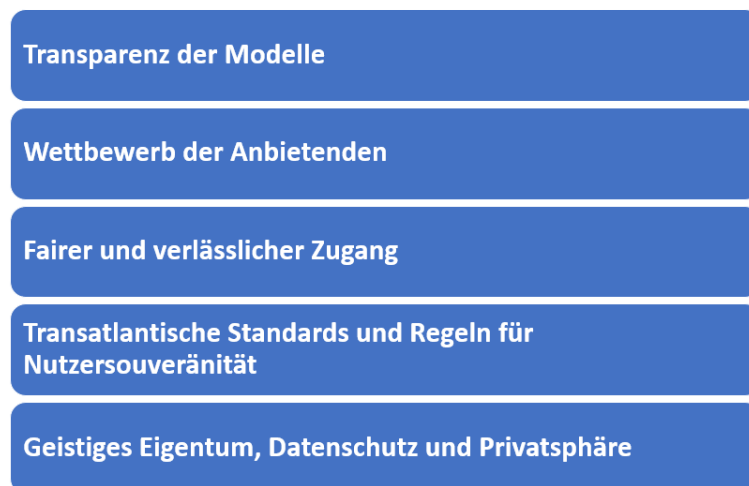 Transparenz der Modelle
Wettbewerb der Anbietenden
Fairer und verlässlicher Zugang
Transatlantische Standards und Regeln für
Nutzersouveränität
Geistiges Eigentum, Datenschutz und Privatsphäre